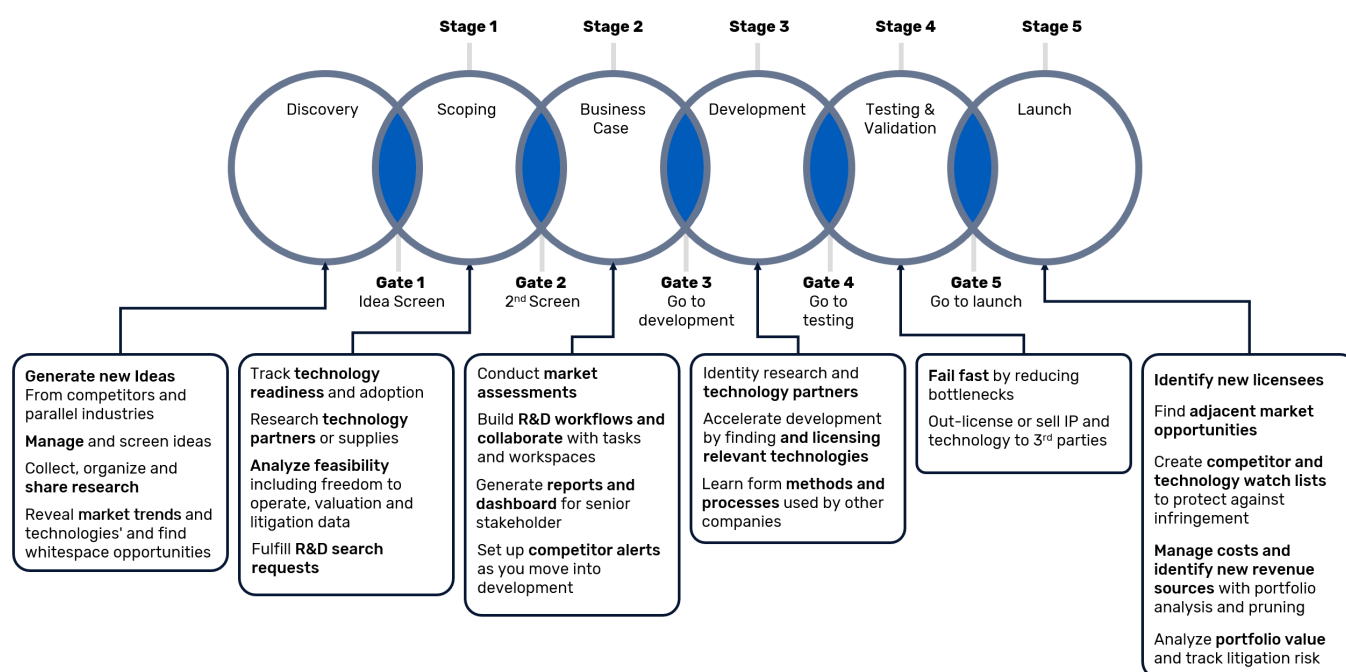 Stage 1
Stage 2
Stage 3
Stage 4
Stage 5
Discovery
Scoping
Business
Case
Development
Testing &
Validation
Launch
Gate 1
Idea Screen
Gate 2
2nd Screen
Gate 3
Go to
development
Gate 4
Go to
testing
Gate 5
Go to launch
Generate new Ideas
From competitors and
parallel industries
Manage and screen ideas
Collect, organize and
share research
Reveal market trends and
technologies' and find
whitespace opportunities
Track technology
readiness and adoption
Research technology
partners or supplies
Analyze feasibility
including freedom to
operate, valuation and
litigation data
Fulfill R&D search
requests
Conduct market
assessments
Build R&D workflows and
collaborate with tasks
and workspaces
Generate reports and
dashboard for senior
stakeholder
Set up competitor alerts
as you move into
development
Identity research and
technology partners
Accelerate development
by finding and licensing
relevant technologies
Learn form methods and
processes used by other
companies
Fail fast by reducing
bottlenecks
Out-license or sell IP and
technology to 3rd parties
Identify new licensees
Find adjacent market
opportunities
Create competitor and
technology watch lists
to protect against
infringement
Manage costs and
identify new revenue
sources with portfolio
analysis and pruning
Analyze portfolio value
and track litigation risk